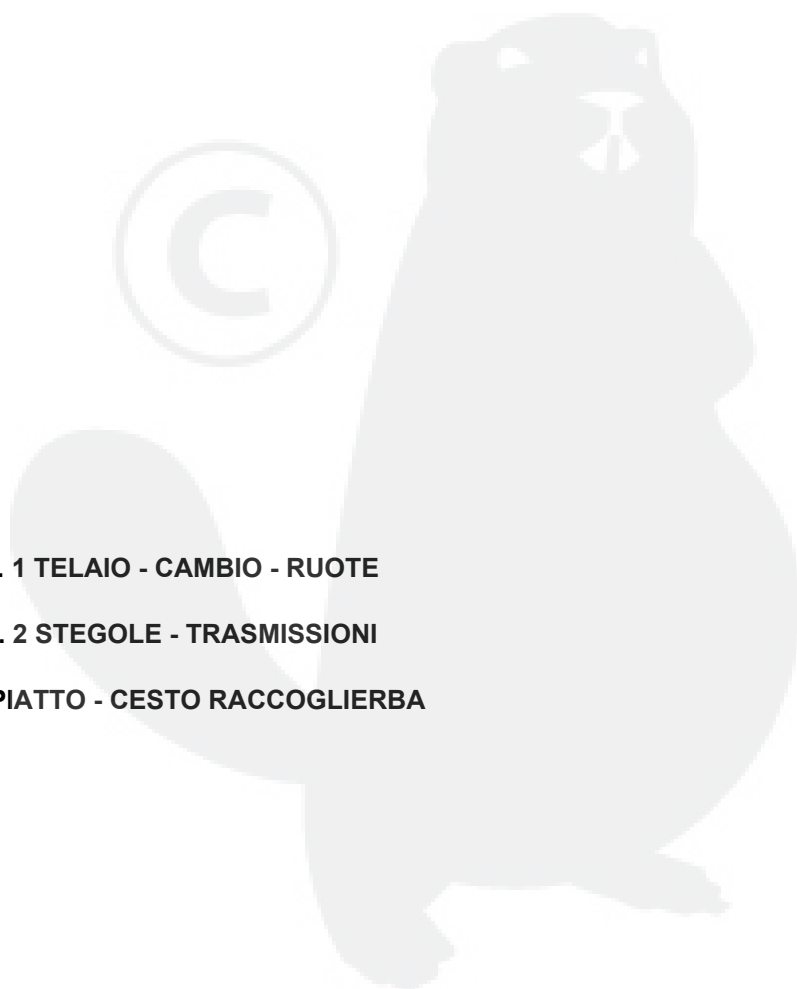 . 1 TELAIO - CAMBIO - RUOTE
. 2 STEGOLE - TRASMISSIONI
PIATTO - CESTO RACCOGLIERBA
©